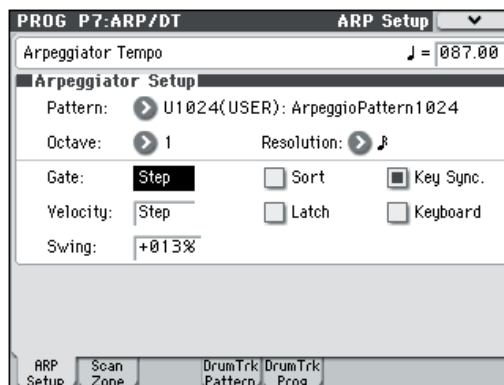 PROG P7:ARP/DT ARP Setup
Arpeggiator Tempo ♩ = 087.00
Arpeggiator Setup
Pattern: U1024(USER): ArpeggioPattern1024
Octave: 1 Resolution: 𝅘𝅥𝅯
Gate: Step Sort Key Sync.
Velocity: Step Latch Keyboard
Swing: +013%
ARP Setup Scan Zone DrumTrk Pattern DrumTrk Prog